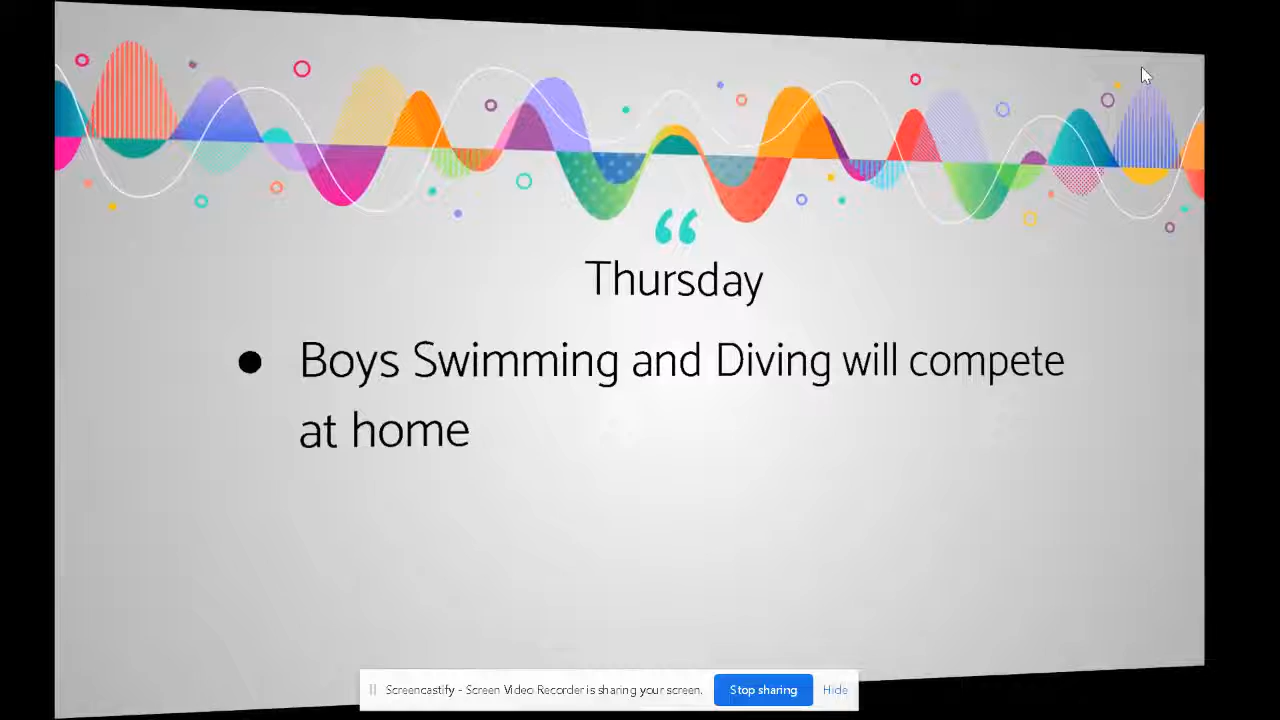 “
Thursday
● Boys Swimming and Diving will compete
at home
Screencastify - Screen Video Recorder is sharing your screen.
Stop sharing
Hide